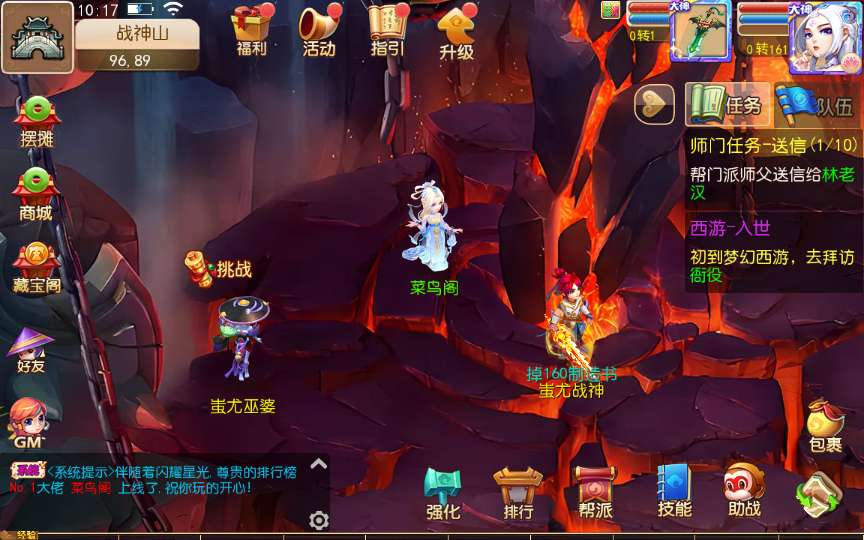 10:17
战神山
96,89
福利
活动
指引
升级
0转1
大神
0转161
大神
任务
队伍
师门任务-送信(1/10)
帮门派师父送信给林老
汉
西游-入世
初到梦幻西游，去拜访
衙役
摆摊
商城
藏宝阁
好友
GM
挑战
蚩尤巫婆
菜鸟阁
掉160制造书
蚩尤战神
包裹
系统 <系统提示>伴随着闪耀星光,尊贵的排行榜
No.1大佬 菜鸟阁 上线了,祝你玩的开心!
强化
排行
帮派
技能
助战
经验